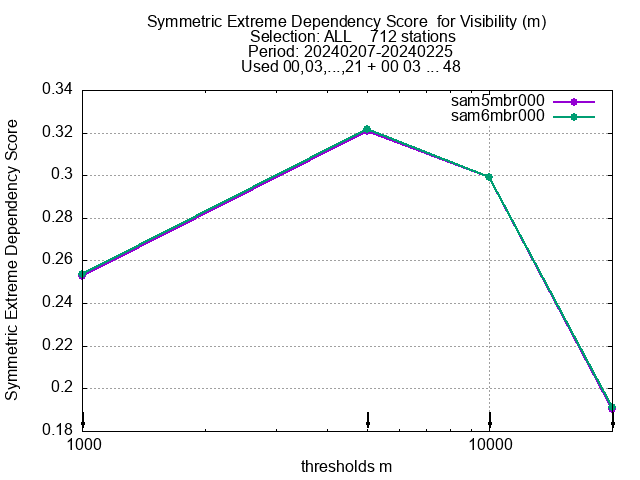 Symmetric Extreme Dependency Score  for Visibility (m)
Selection: ALL    712 stations
Period: 20240207-20240225
Used 00,03,...,21 + 00 03 ... 48
sam5mbr000
sam6mbr000
Symmetric Extreme Dependency Score
0.34
0.32
0.3
0.28
0.26
0.24
0.22
0.2
0.18
1000
10000
thresholds m